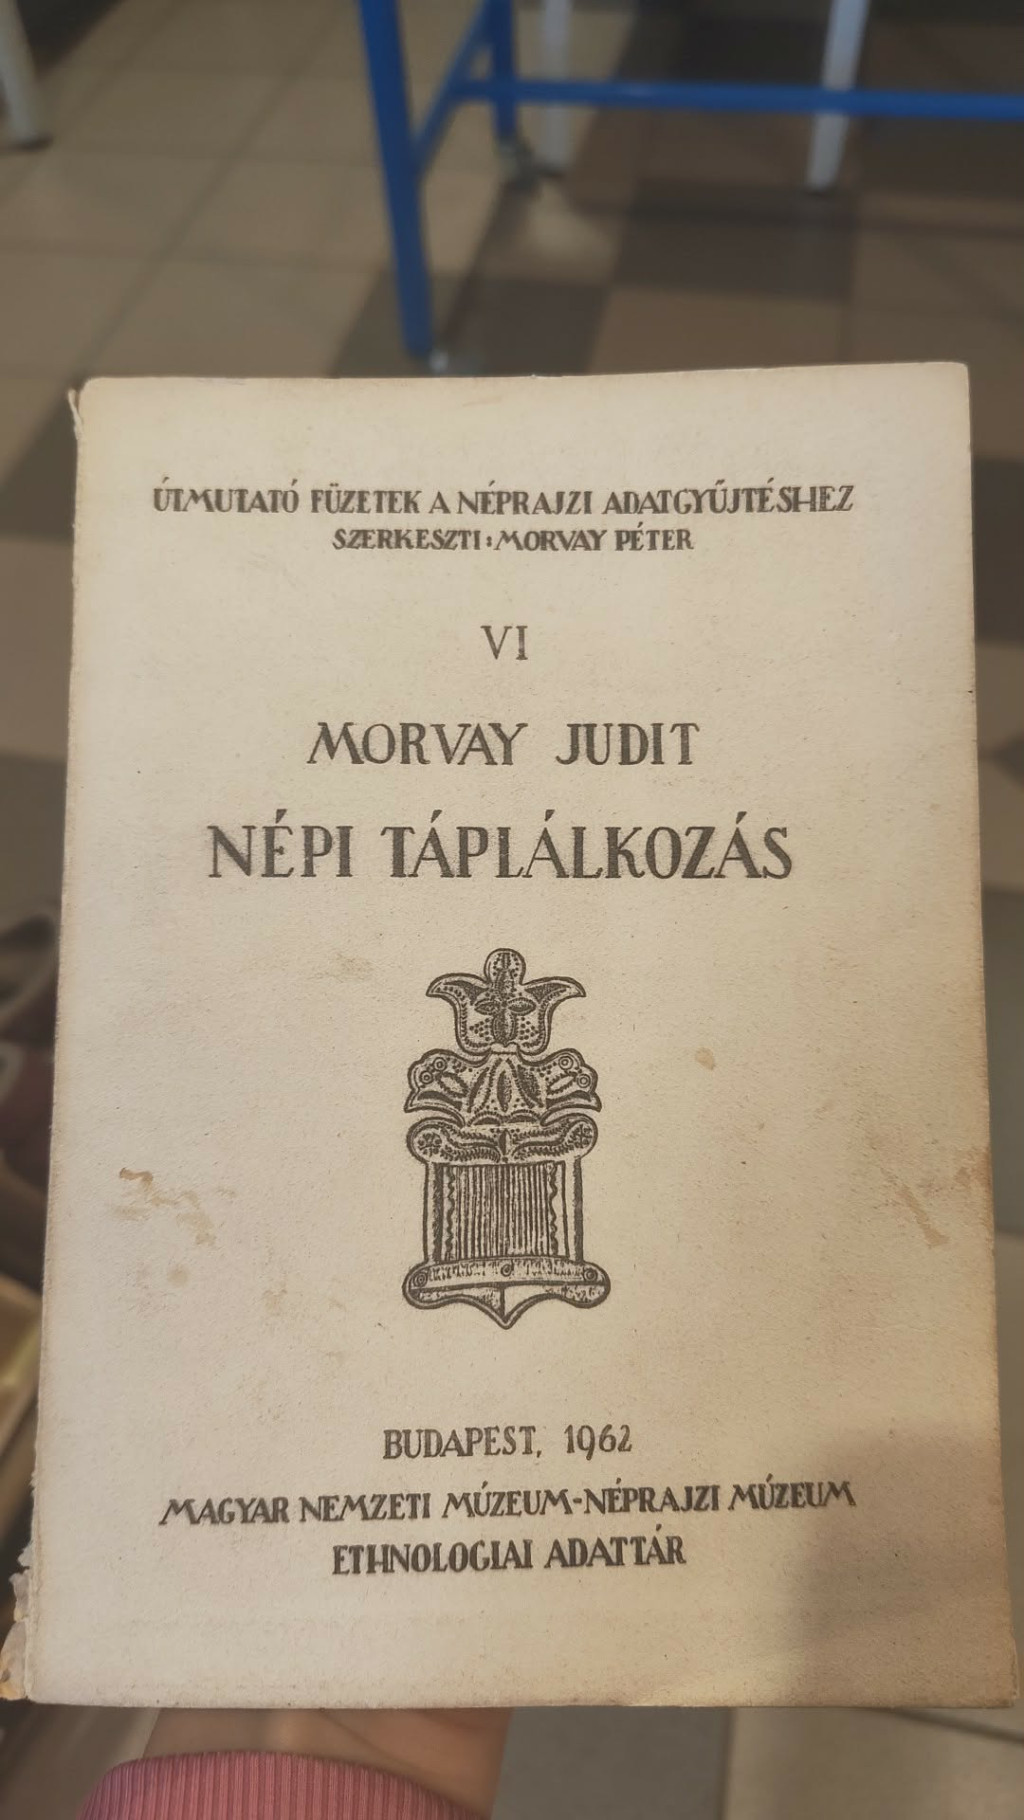 ÚTMUTATÓ FÜZETEK A NÉPRAJZI ADATGYŰJTÉSHEZ
SZERKESZTI: MORVAY PÉTER
VI
MORVAY JUDIT
NÉPI TÁPLÁLKOZÁS
BUDAPEST, 1962
MAGYAR NEMZETI MÚZEUM-NÉPRAJZI MÚZEUM
ETHNOLOGIAI ADATTÁR